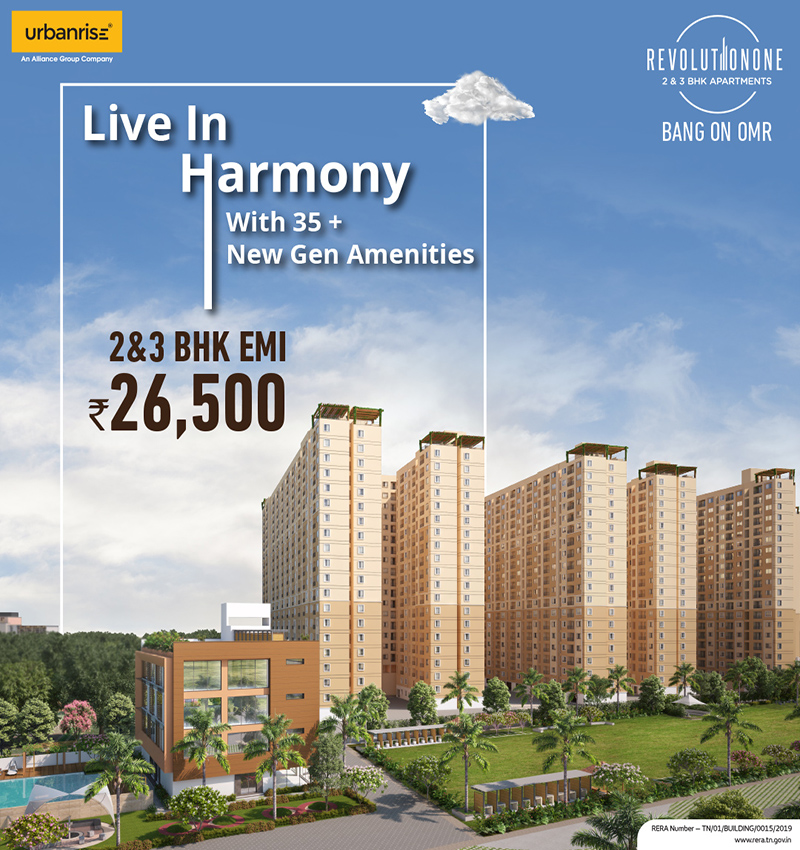 urbanrise®
An Alliance Group Company
REVOLUTIONONE
2 & 3 BHK APARTMENTS
BANG ON OMR
Live In
Harmony
With 35 +
New Gen Amenities
2&3 BHK EMI
₹26,500
RERA Number – TN/01/BUILDING/0015/2019
www.rera.tn.gov.in